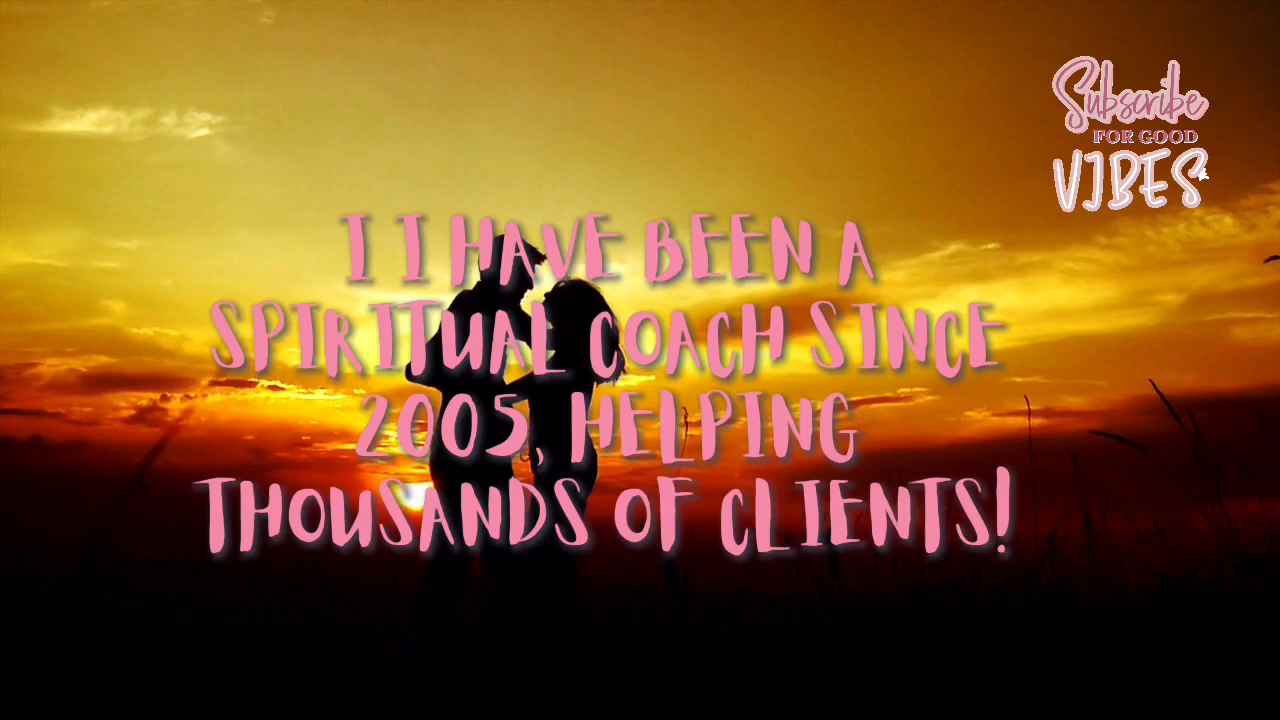 Subscribe
FOR GOOD
VIBES
I I HAVE BEEN A
SPIRITUAL COACH SINCE
2005, HELPING
THOUSANDS OF CLIENTS!